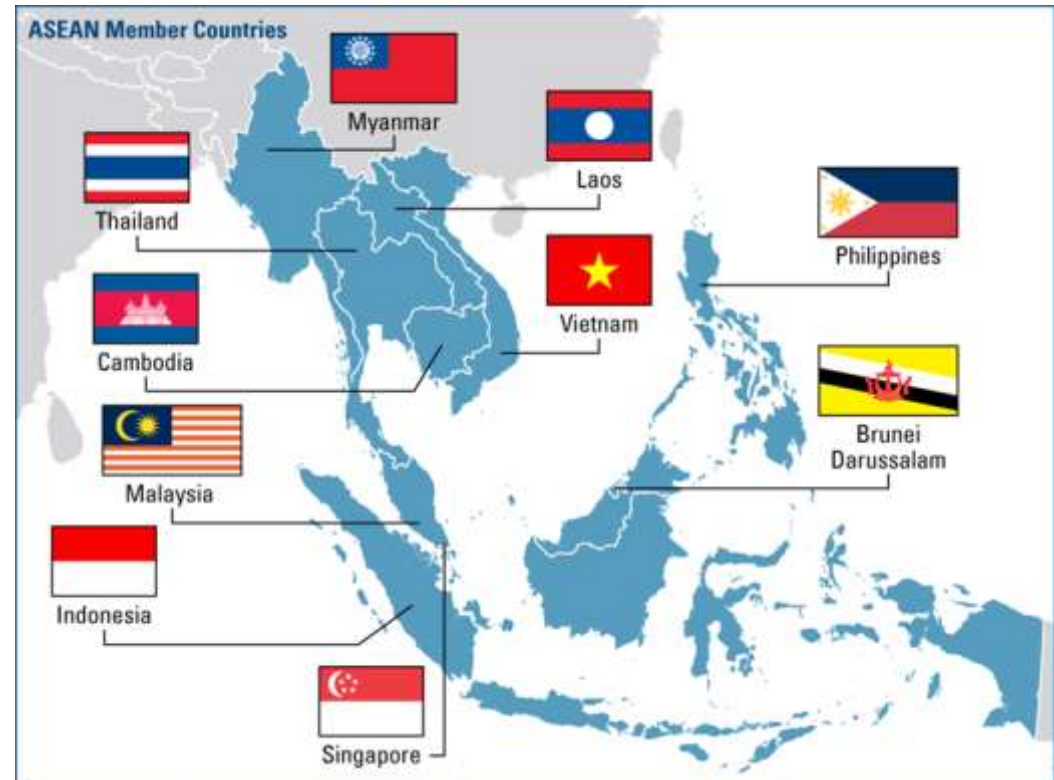 ASEAN Member Countries
Myanmar
Laos
Thailand
Philippines
Vietnam
Cambodia
Brunei
Darussalam
Malaysia
Indonesia
Singapore